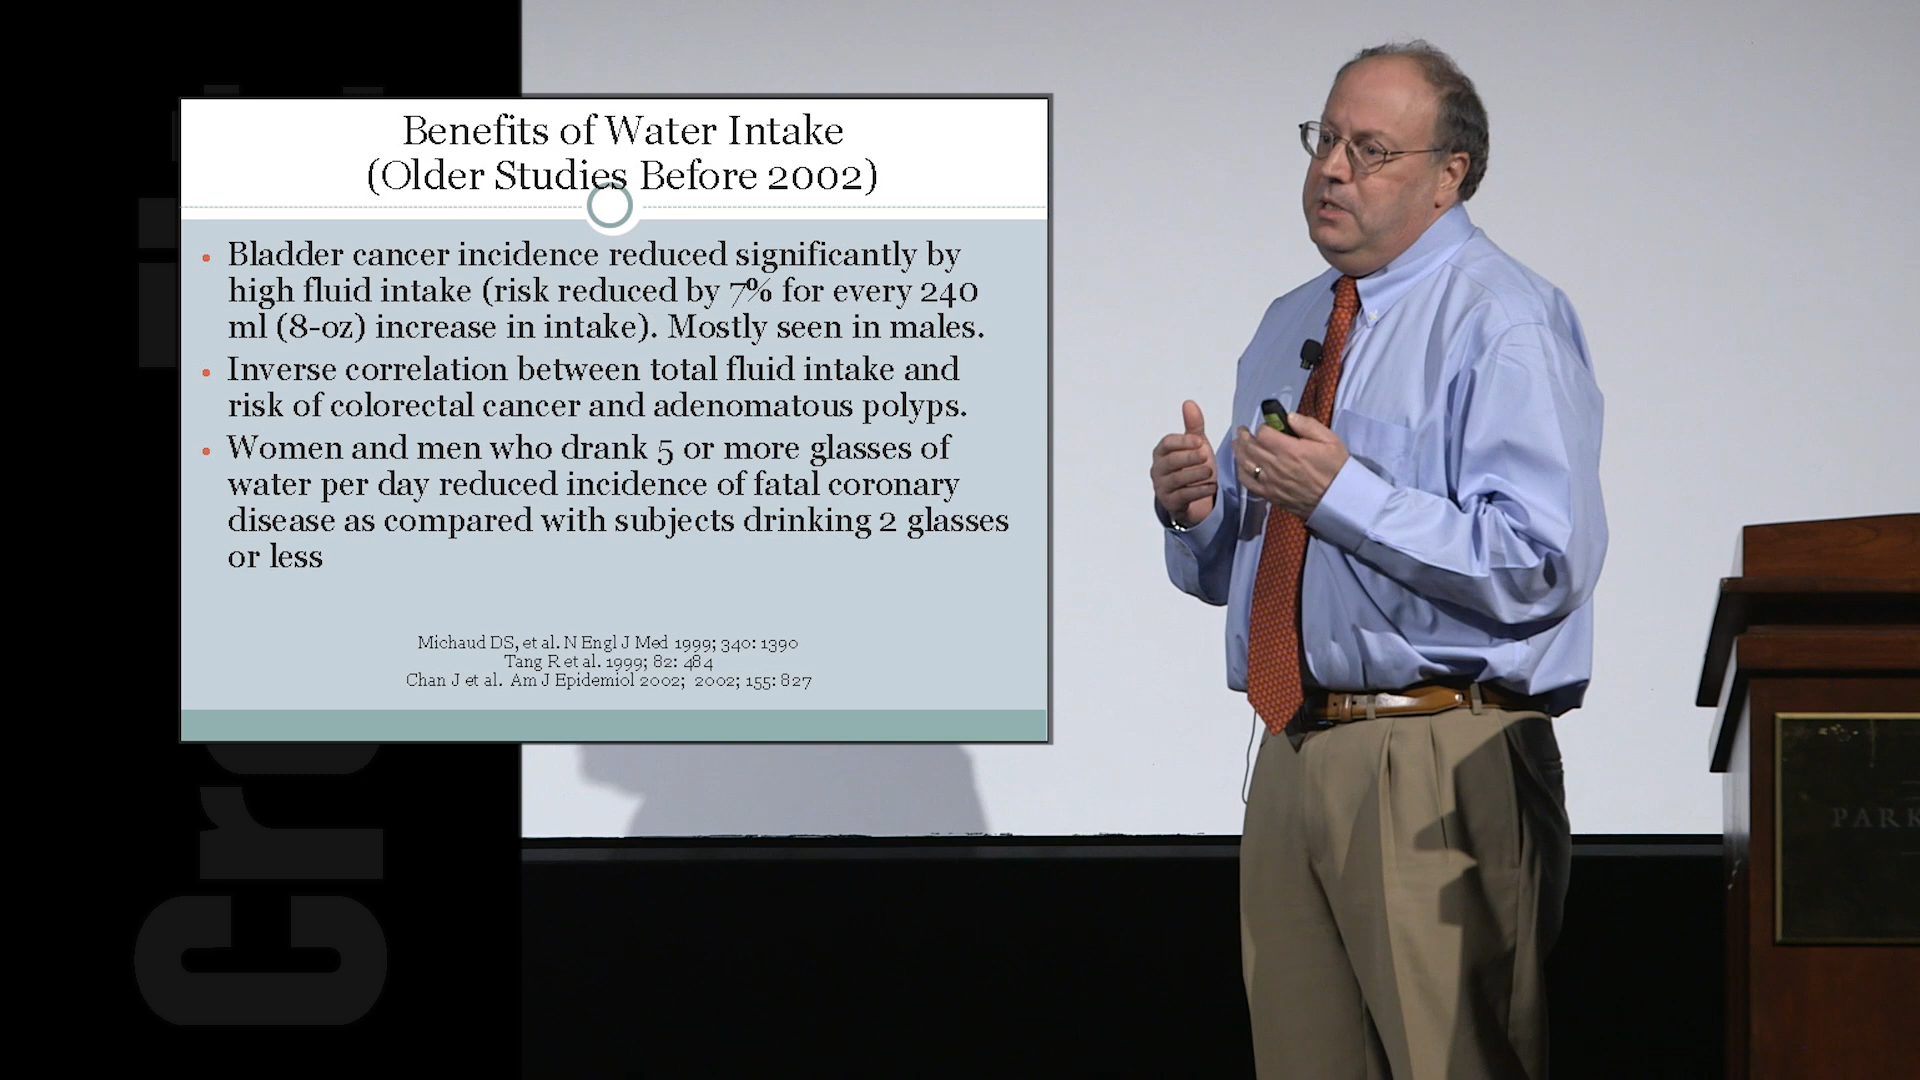 Benefits of Water Intake
(Older Studies Before 2002)
• Bladder cancer incidence reduced significantly by
high fluid intake (risk reduced by 7% for every 240
ml (8-oz) increase in intake). Mostly seen in males.
• Inverse correlation between total fluid intake and
risk of colorectal cancer and adenomatous polyps.
• Women and men who drank 5 or more glasses of
water per day reduced incidence of fatal coronary
disease as compared with subjects drinking 2 glasses
or less
Michaud DS, et al. N Engl J Med 1999; 340: 1390
Tang R et al. 1999; 82: 484
Chan J et al. Am J Epidemiol 2002; 2002; 155: 827
PARK